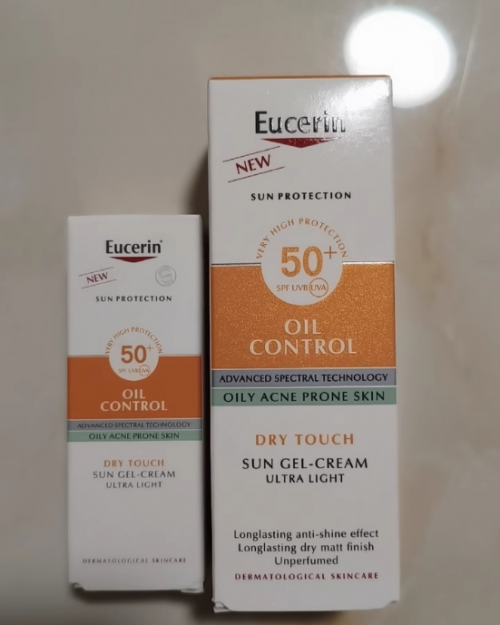 Eucerin
NEW
SUN PROTECTION
VERY HIGH PROTECTION
50+
SPF UVB UVA
OIL
CONTROL
ADVANCED SPECTRAL TECHNOLOGY
OILY ACNE PRONE SKIN
DRY TOUCH
SUN GEL-CREAM
ULTRA LIGHT
DERMATOLOGICAL SKINCARE
Eucerin
NEW
SUN PROTECTION
VERY HIGH PROTECTION
50+
SPF UVB UVA
OIL
CONTROL
ADVANCED SPECTRAL TECHNOLOGY
OILY ACNE PRONE SKIN
DRY TOUCH
SUN GEL-CREAM
ULTRA LIGHT
Longlasting anti-shine effect
Longlasting dry matt finish
Unperfumed
DERMATOLOGICAL SKINCARE